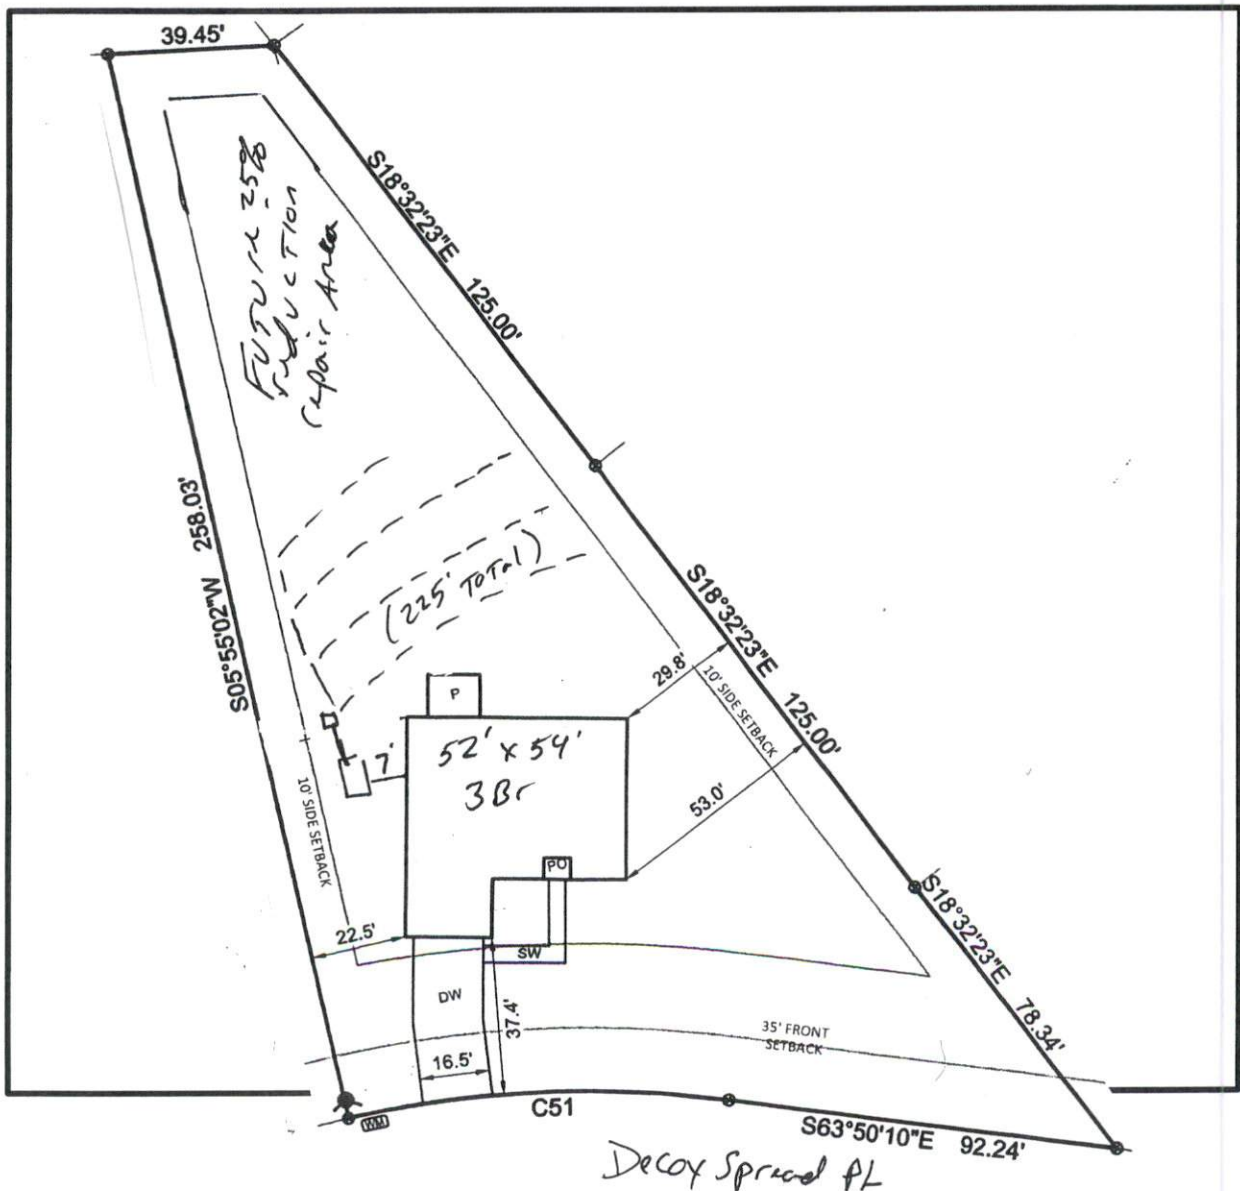 39.45'
S18°32'23"E 125.00'
FUTURE 25%
reduction
repair Area
S05°55'02"W 258.03'
(225' TOTAL)
S18°32'23"E 125.00'
29.8'
10' SIDE SETBACK
P
7'
52' x 54'
3Br
53.0'
10' SIDE SETBACK
PO
S18°32'23"E 78.34'
22.5'
SW
DW
37.4'
35' FRONT
SETBACK
16.5'
C51
WM
S63°50'10"E 92.24'
Decoy Spread PL